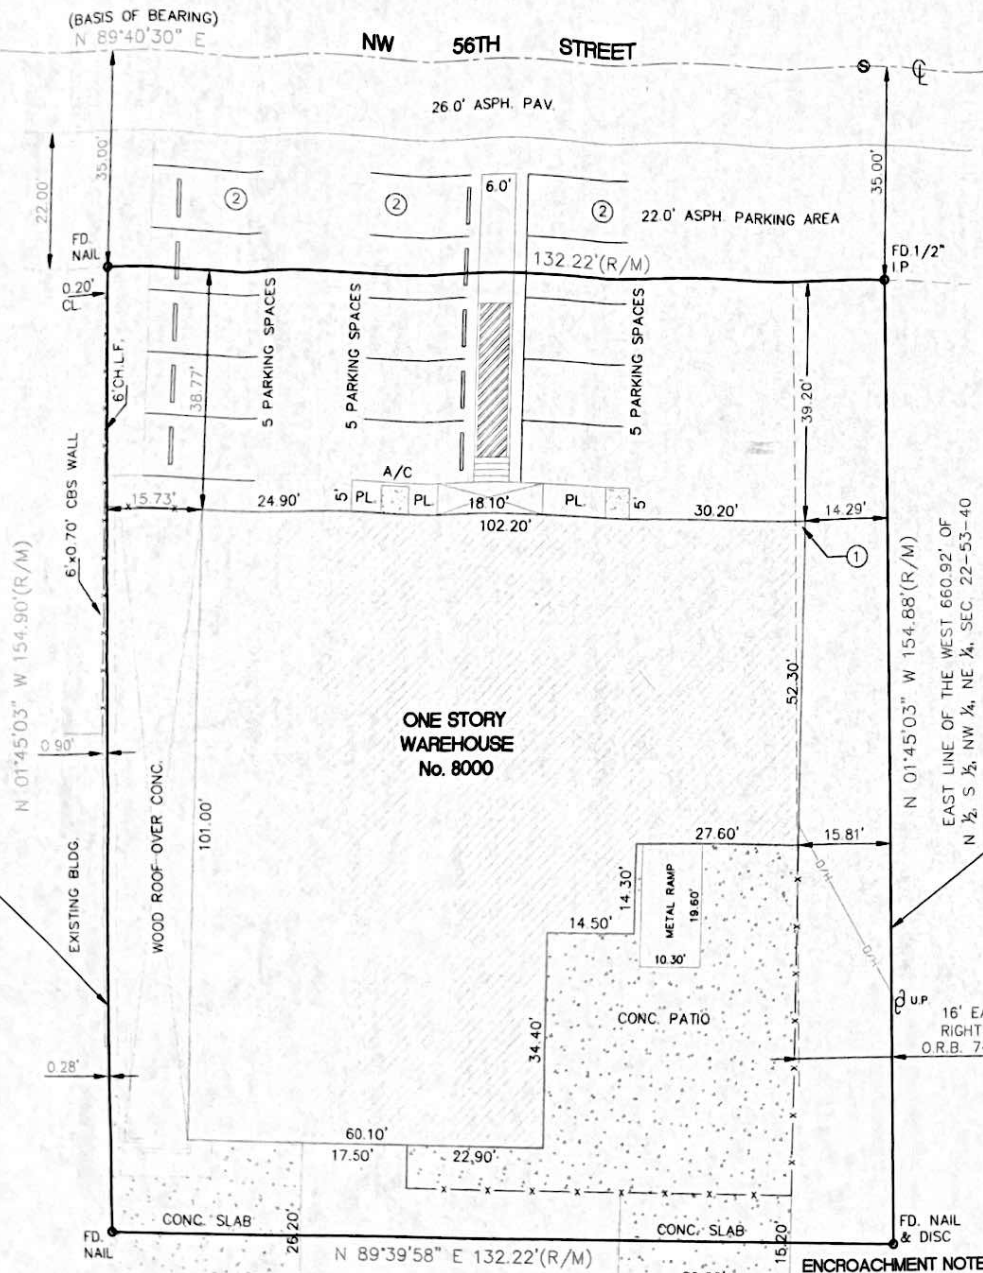 (BASIS OF BEARING)
N 89°40'30" E
NW 56TH STREET
S
℄
26.0' ASPH. PAV.
35.00'
22.00
35.00'
2
2
6.0'
2
22.0' ASPH. PARKING AREA
FD. NAIL
132.22'(R/M)
FD.1/2" I.P.
0.20' CL.
6'CH.L.F.
38.77'
5 PARKING SPACES
5 PARKING SPACES
5 PARKING SPACES
39.20'
A/C
15.73'
24.90'
5'
PL.
PL.
18.10'
PL.
5'
30.20'
14.29'
102.20'
1
6'x0.70' CBS WALL
N 01°45'03" W 154.90'(R/M)
N 01°45'03" W 154.88'(R/M)
EAST LINE OF THE WEST 660.92' OF
N ½, S ½, NW ¼, NE ¼, SEC. 22-53-40
52.30'
ONE STORY
WAREHOUSE
No. 8000
0.90'
101.00'
WOOD ROOF OVER CONC.
EXISTING BLDG.
27.60'
15.81'
14.30'
METAL RAMP
19.60'
10.30'
14.50'
O/H
O/H
U.P.
CONC. PATIO
34.40'
16' EA
RIGHT
O.R.B. 7
0.28'
60.10'
17.50'
22.90'
CONC. SLAB
26.20'
CONC. SLAB
15.20'
FD. NAIL
FD. NAIL
& DISC
N 89°39'58" E 132.22'(R/M)
ENCROACHMENT NOTE